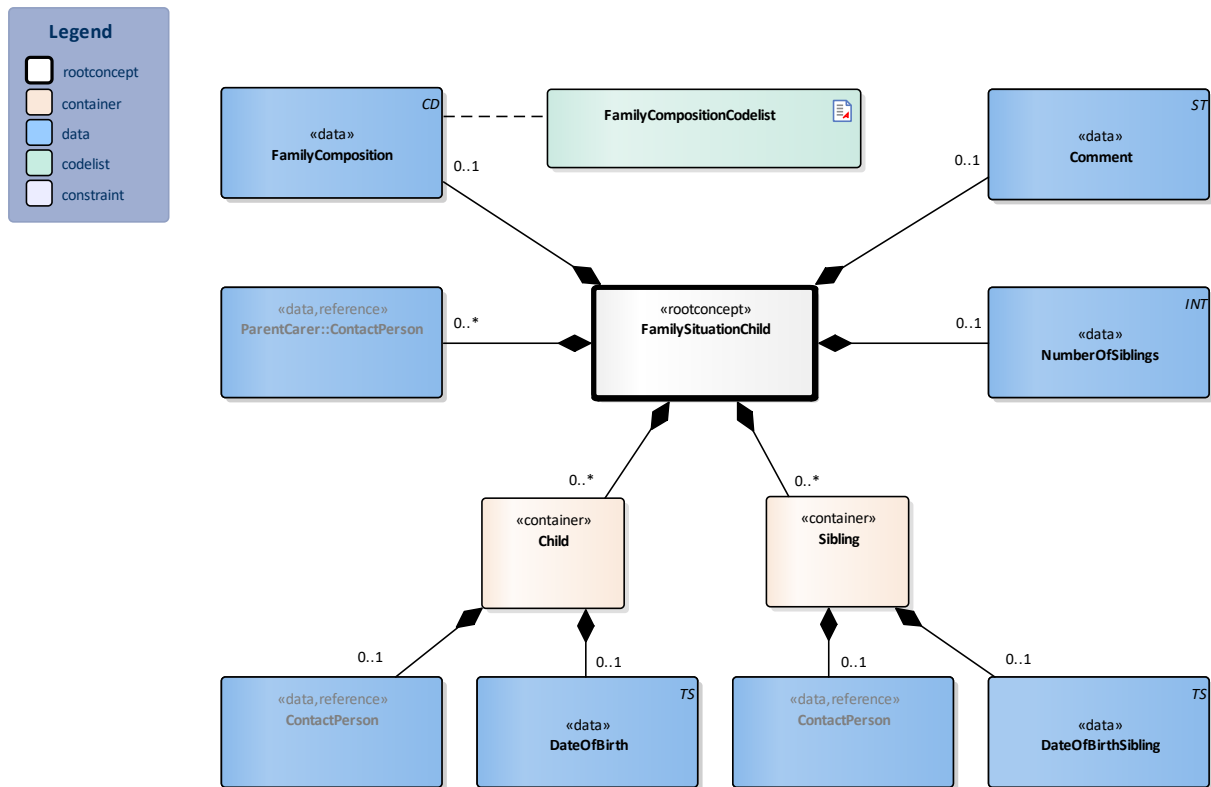 Legend
rootconcept
container
data
codelist
constraint
CD
«data»
FamilyComposition
0..1
FamilyCompositionCodelist
ST
«data»
Comment
0..1
«data,reference»
ParentCarer::ContactPerson
0..*
«rootconcept»
FamilySituationChild
INT
«data»
NumberOfSiblings
0..1
0..*
«container»
Child
0..*
«container»
Sibling
0..1
«data,reference»
ContactPerson
0..1
TS
«data»
DateOfBirth
0..1
«data,reference»
ContactPerson
0..1
TS
«data»
DateOfBirthSibling